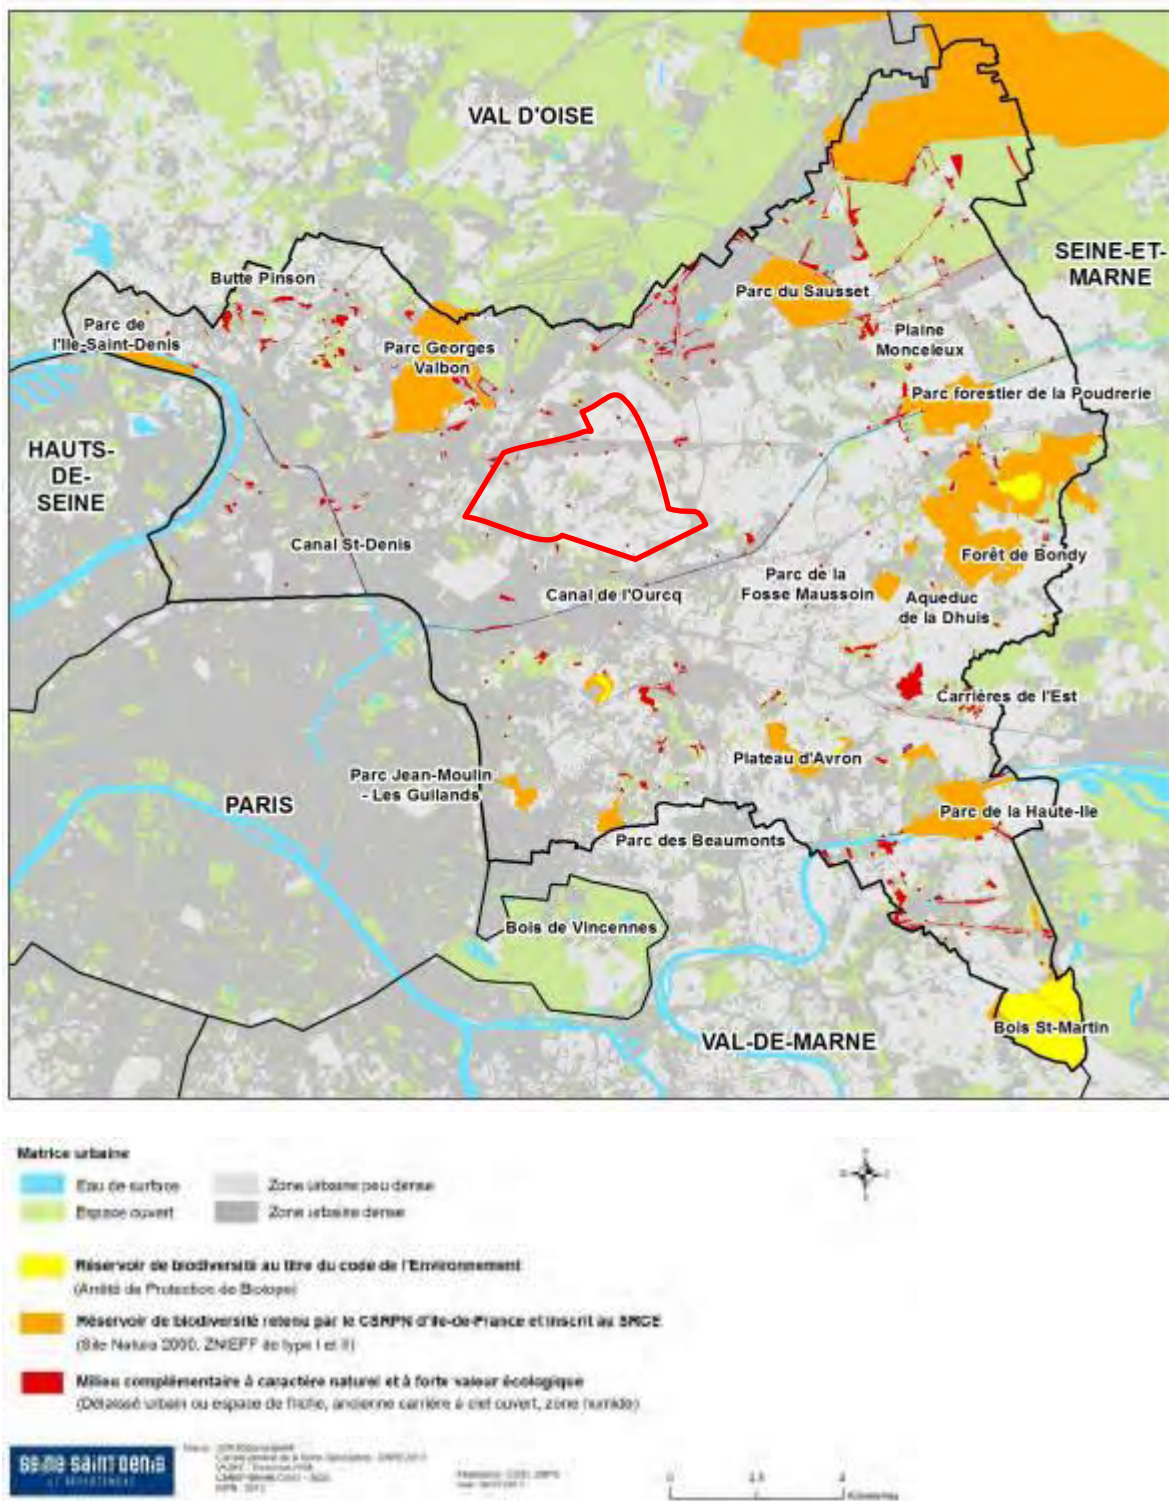 VAL D'OISE
SEINE-ET-
MARNE
Butte Pinson
Parc du Sausset
Parc de
l'Ile-Saint-Denis
Plaine
Monceleux
Parc Georges
Valbon
Parc forestier de la Poudrerie
HAUTS-
DE-
SEINE
Canal St-Denis
Forêt de Bondy
Parc de la
Fosse Maussoin
Canal de l'Ourcq
Aqueduc
de la Dhuis
Carrières de l'Est
Plateau d'Avron
Parc Jean-Moulin
- Les Guilands
PARIS
Parc de la Haute-Ile
Parc des Beaumonts
Bois de Vincennes
Bois St-Martin
VAL-DE-MARNE
Matrice urbaine
Eau de surface
Zone urbaine peu dense
Espace ouvert
Zone urbaine dense
Réservoir de biodiversité au titre du code de l'Environnement
(Arrêté de Protection de Biotope)
Réservoir de biodiversité retenu par le CSRPN d'Ile-de-France et inscrit au SRCE
(Site Natura 2000, ZNIEFF de type I et II)
Milieu complémentaire à caractère naturel et à forte valeur écologique
(Délaissé urbain ou espace de friche, ancienne carrière à ciel ouvert, zone humide)
seine saint denis
LE DÉPARTEMENT